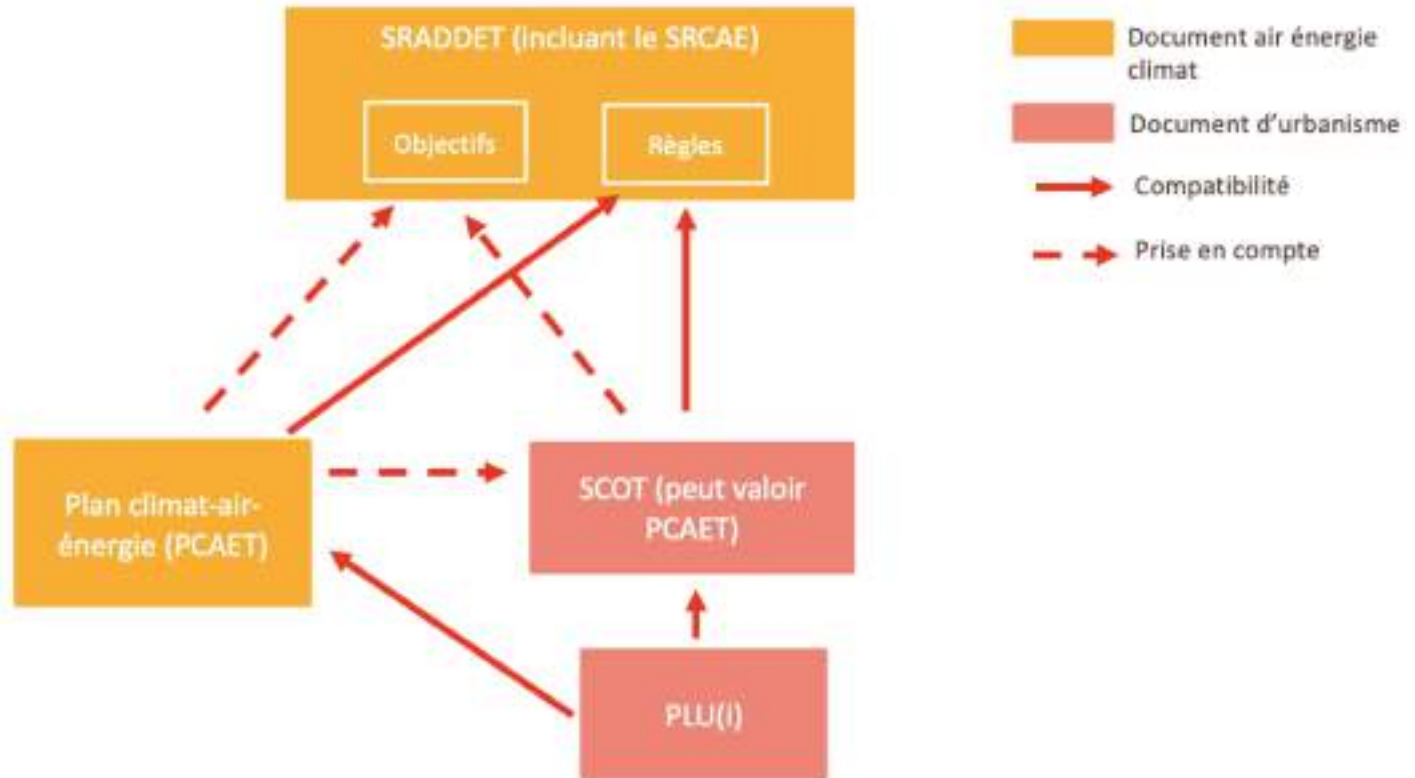 SRADDET (incluant le SRCAE)
Objectifs
Règles
Document air énergie
climat
Document d'urbanisme
Compatibilité
Prise en compte
Plan climat-air-
énergie (PCAET)
SCOT (peut valoir
PCAET)
PLU(i)